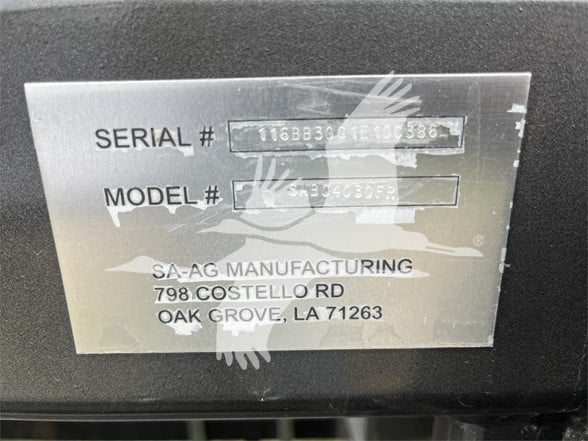 SERIAL #
MODEL #
SA-AG MANUFACTURING
798 COSTELLO RD
OAK GROVE, LA 71263
®